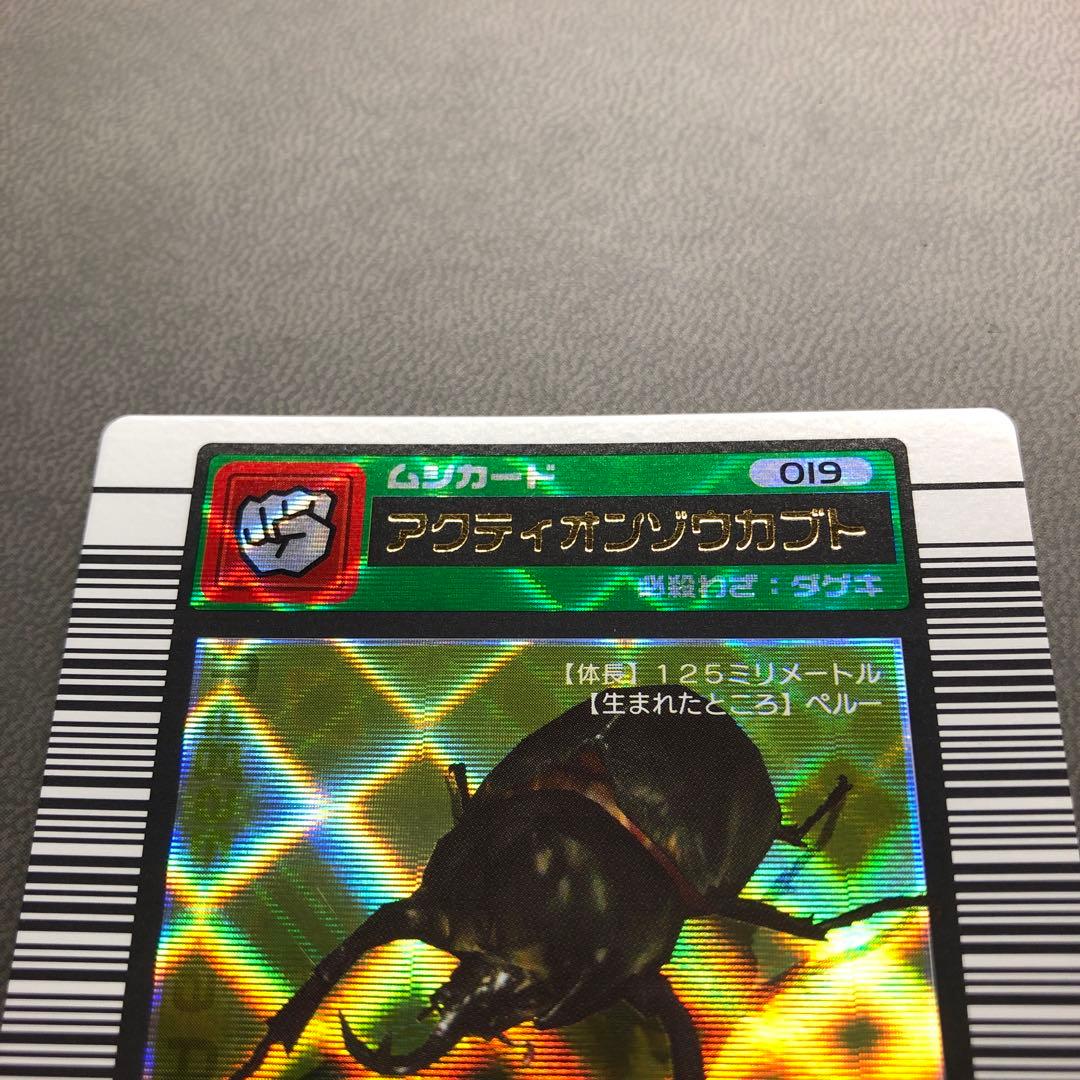 ムシカード
019
アクティオンゾウカブト
必殺わざ：ダゲキ
【体長】125ミリメートル
【生まれたところ】ペルー